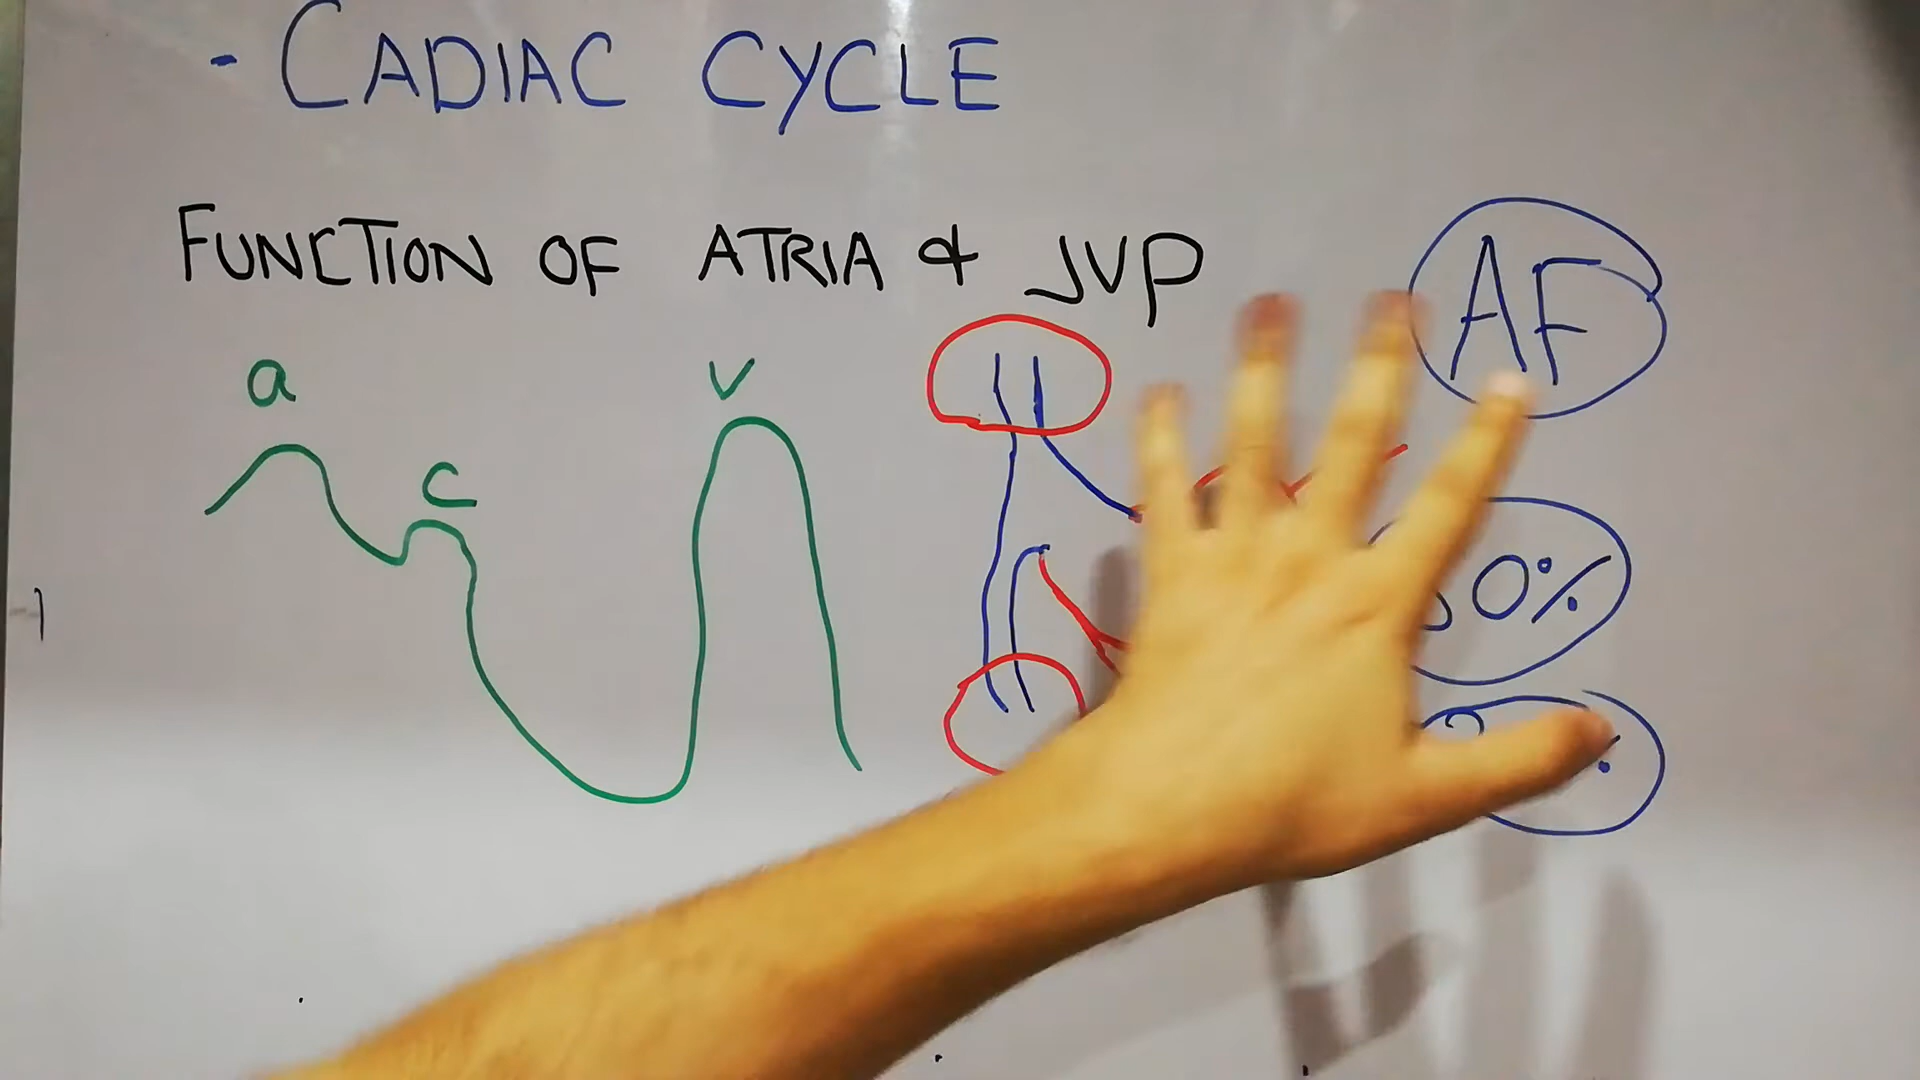 - CADIAC CYCLE
FUNCTION OF ATRIA & JVP
AF
a
v
c